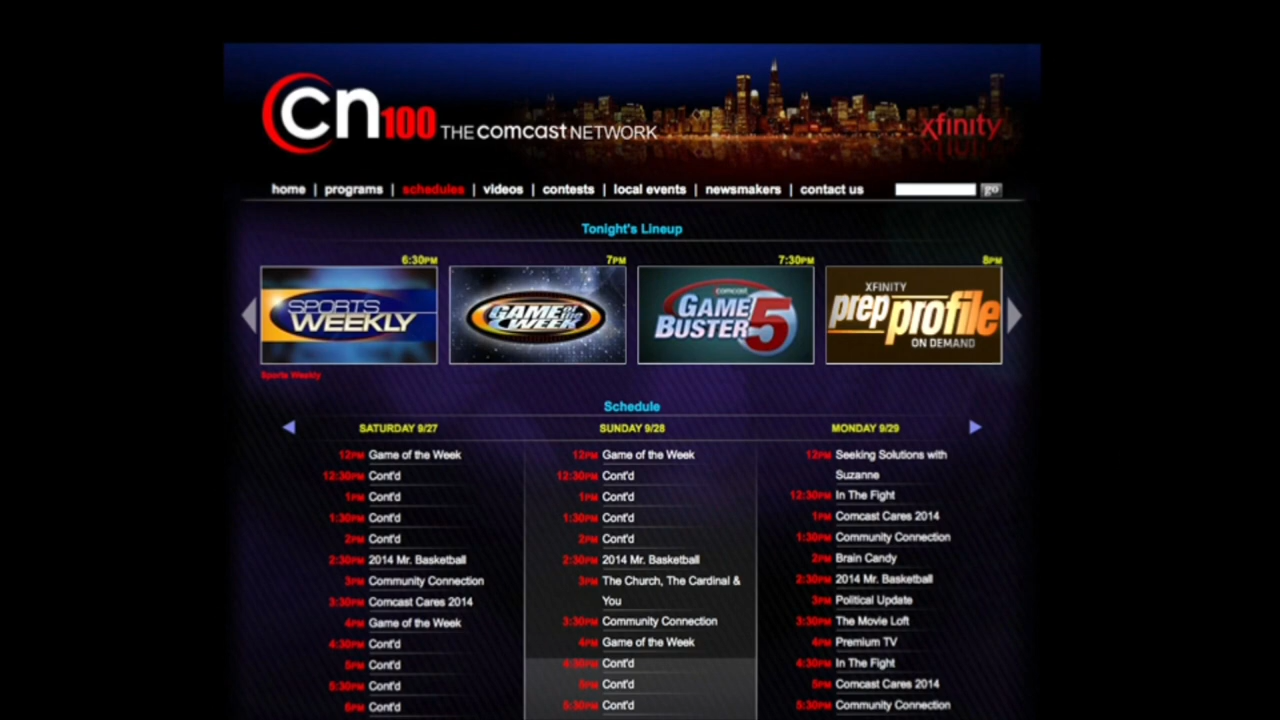 cn100 THE comcast NETWORK
xfinity
home | programs | schedules | videos | contests | local events | newsmakers | contact us
go
Tonight's Lineup
6:30PM 7PM 7:30PM 8PM
SPORTS WEEKLY
GAME OF the WEEK
comcast GAME BUSTER 5
XFINITY prep profile ON DEMAND
Sports Weekly
Schedule
SATURDAY 9/27
12PM Game of the Week
12:30PM Cont'd
1PM Cont'd
1:30PM Cont'd
2PM Cont'd
2:30PM 2014 Mr. Basketball
3PM Community Connection
3:30PM Comcast Cares 2014
4PM Game of the Week
4:30PM Cont'd
5PM Cont'd
5:30PM Cont'd
6PM Cont'd
SUNDAY 9/28
12PM Game of the Week
12:30PM Cont'd
1PM Cont'd
1:30PM Cont'd
2PM Cont'd
2:30PM 2014 Mr. Basketball
3PM The Church, The Cardinal &
You
3:30PM Community Connection
4PM Game of the Week
4:30PM Cont'd
5PM Cont'd
5:30PM Cont'd
MONDAY 9/29
12PM Seeking Solutions with
Suzanne
12:30PM In The Fight
1PM Comcast Cares 2014
1:30PM Community Connection
2PM Brain Candy
2:30PM 2014 Mr. Basketball
3PM Political Update
3:30PM The Movie Loft
4PM Premium TV
4:30PM In The Fight
5PM Comcast Cares 2014
5:30PM Community Connection